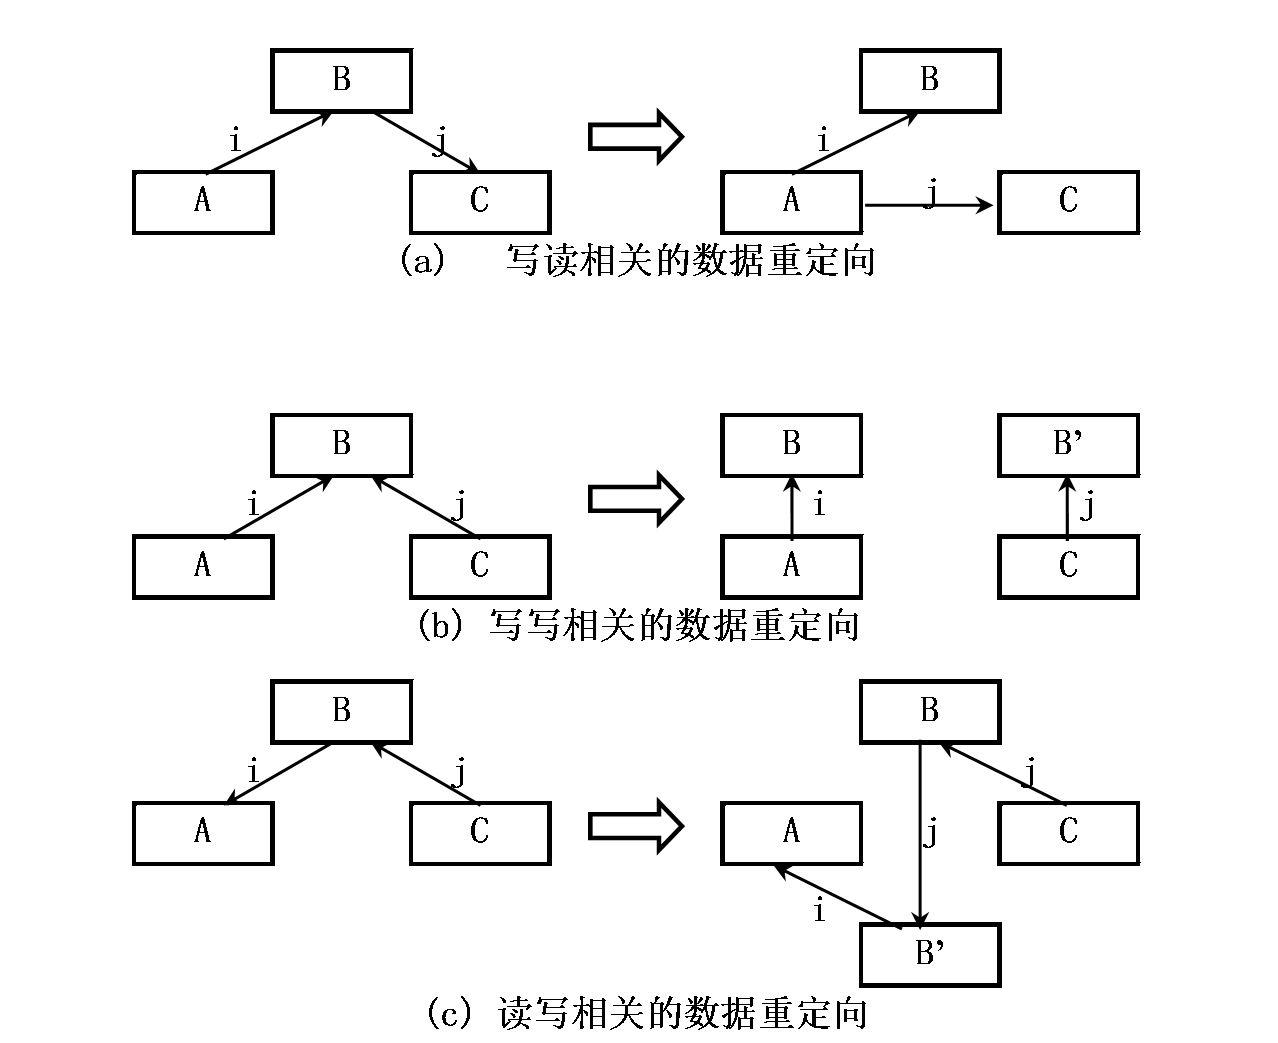 B B
i j i
A C A j C
(a) 写读相关的数据重定向
B B B’
i j i j
A C A C
(b) 写写相关的数据重定向
B B
i j j
A C A j C
i
B’
(c) 读写相关的数据重定向